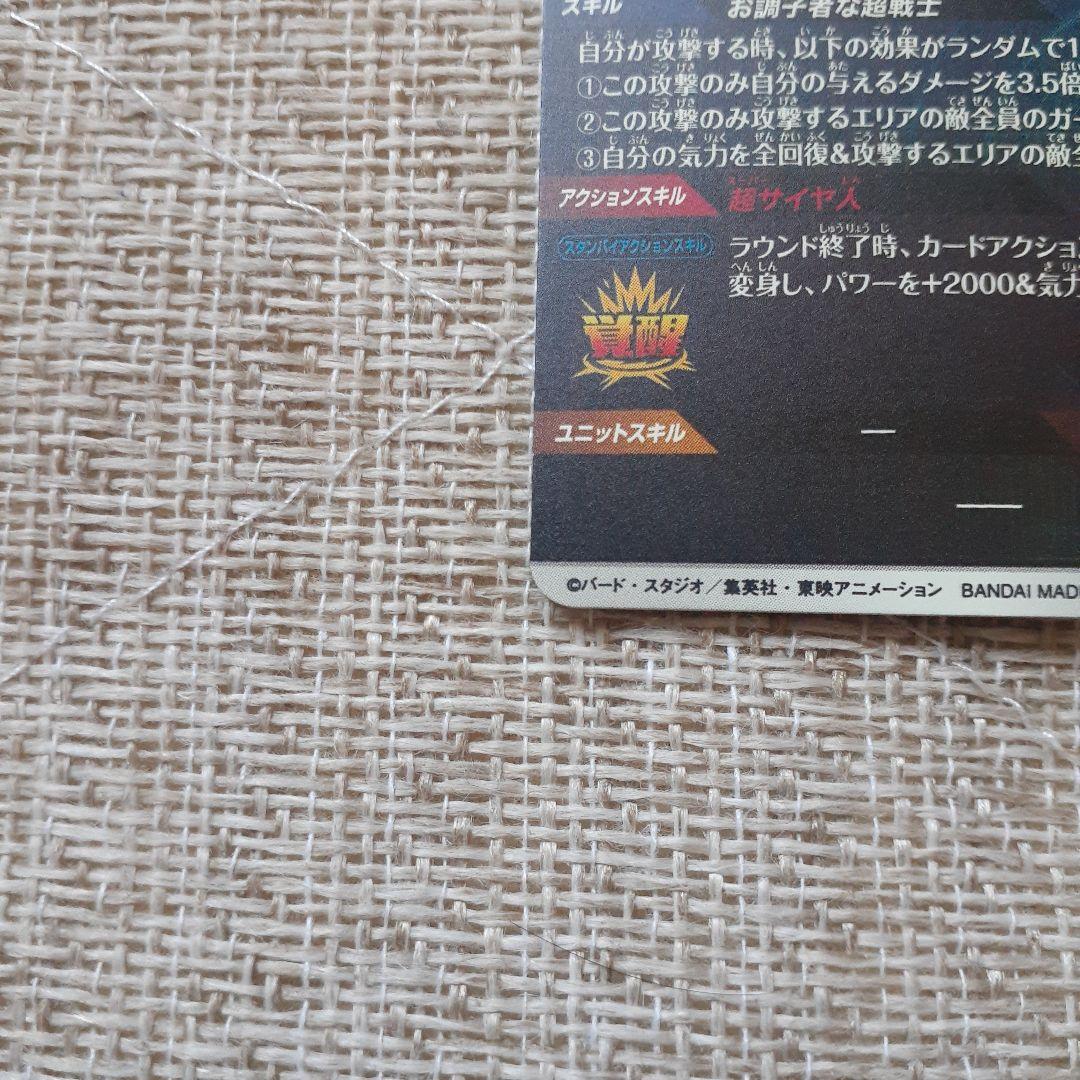 スキル お調子者な超戦士
自分が攻撃する時、以下の効果がランダムで1
①この攻撃のみ自分の与えるダメージを3.5倍
②この攻撃のみ攻撃するエリアの敵全員のガー
③自分の気力を全回復&攻撃するエリアの敵全
アクションスキル 超サイヤ人
スタンバイアクションスキル ラウンド終了時、カードアクショ
変身し、パワーを+2000&気力
覚醒
ユニットスキル —
—
©バード・スタジオ／集英社・東映アニメーション BANDAI MAD